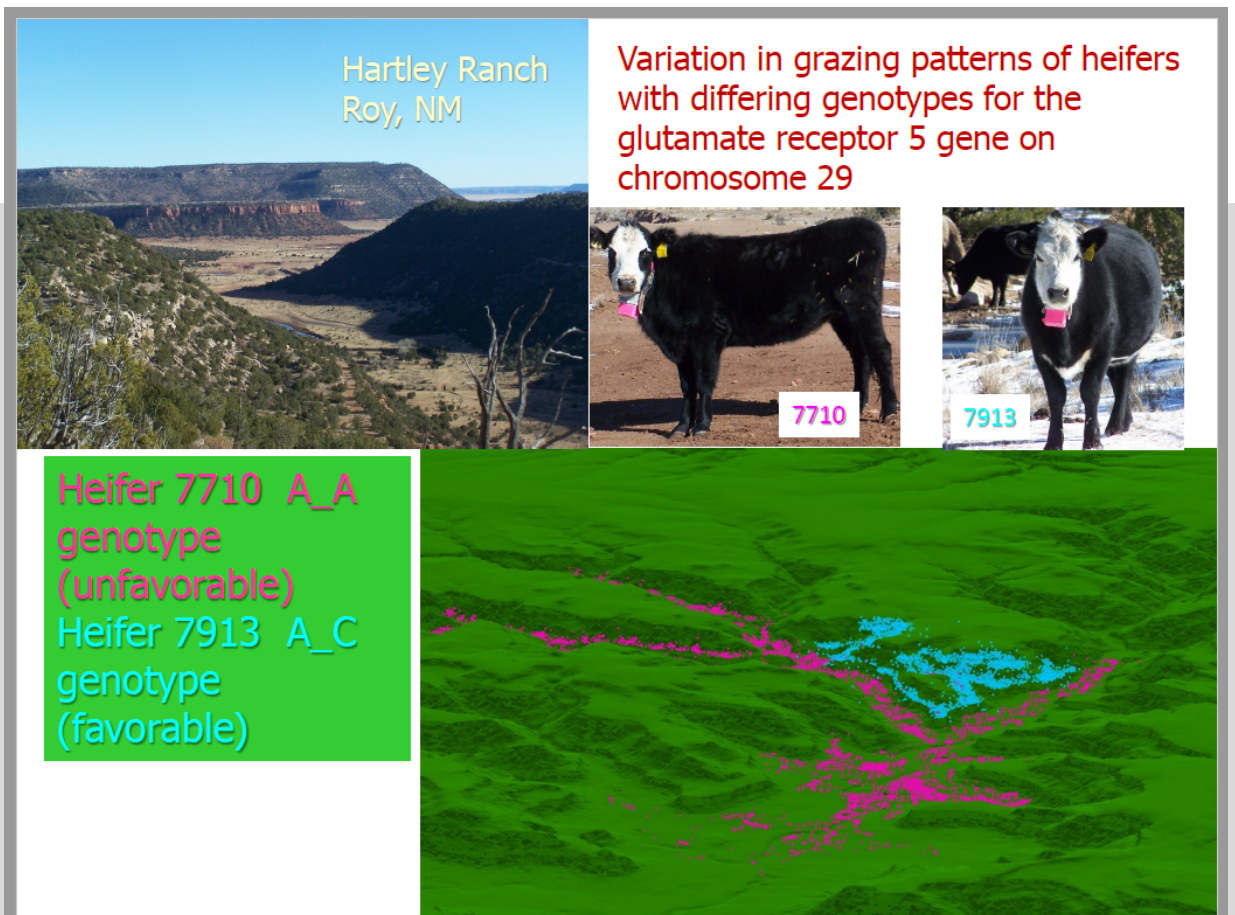 Hartley Ranch
Roy, NM
Variation in grazing patterns of heifers
with differing genotypes for the
glutamate receptor 5 gene on
chromosome 29
7710
7913
Heifer 7710 A_A
genotype
(unfavorable)
Heifer 7913 A_C
genotype
(favorable)